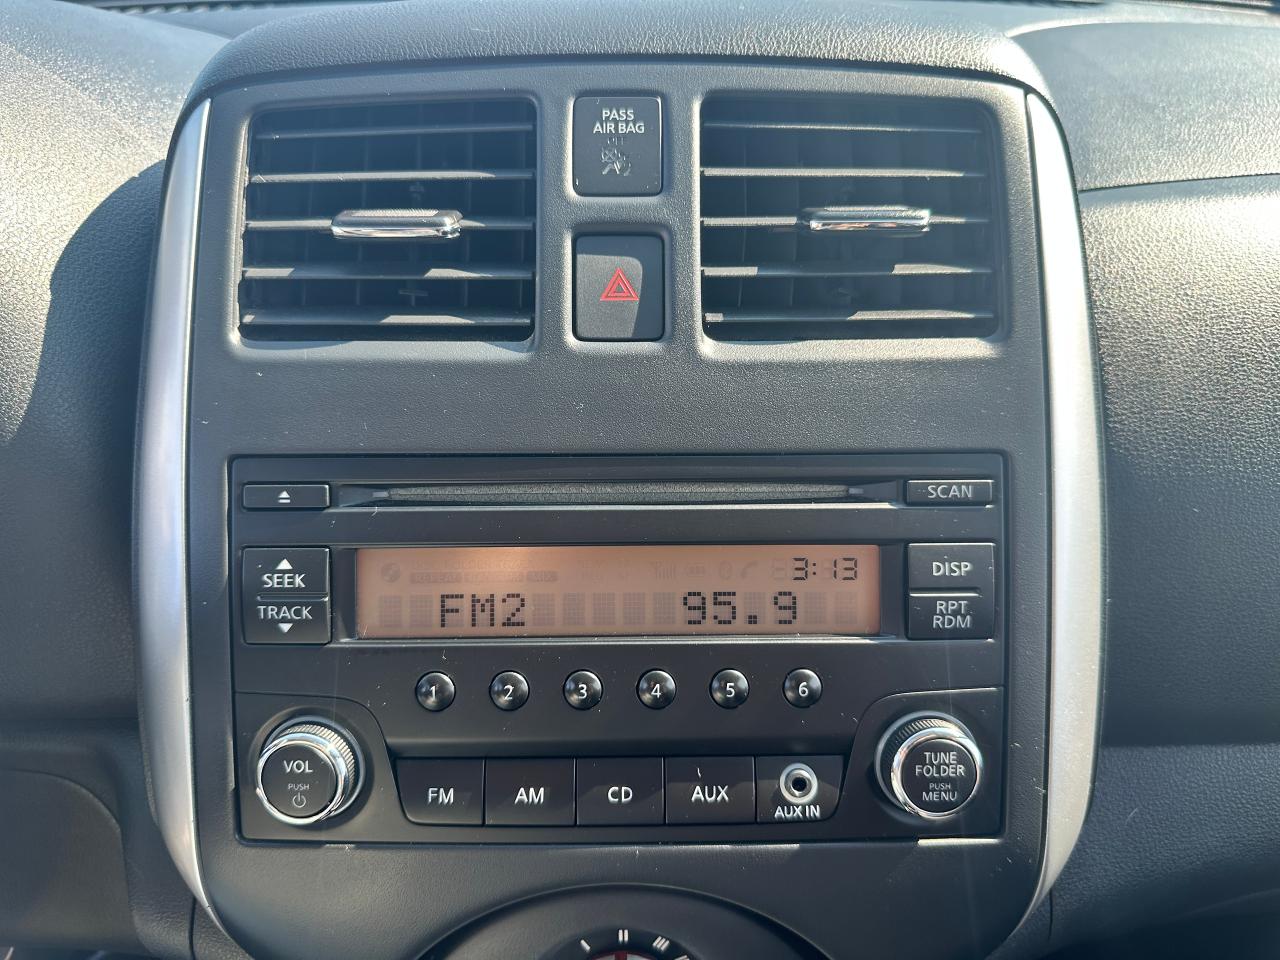 PASS
AIR BAG
OFF
SCAN
SEEK
TRACK
3:13
FM2 95.9
DISP
RPT
RDM
1 2 3 4 5 6
VOL
PUSH
FM AM CD AUX
AUX IN
TUNE
FOLDER
PUSH
MENU